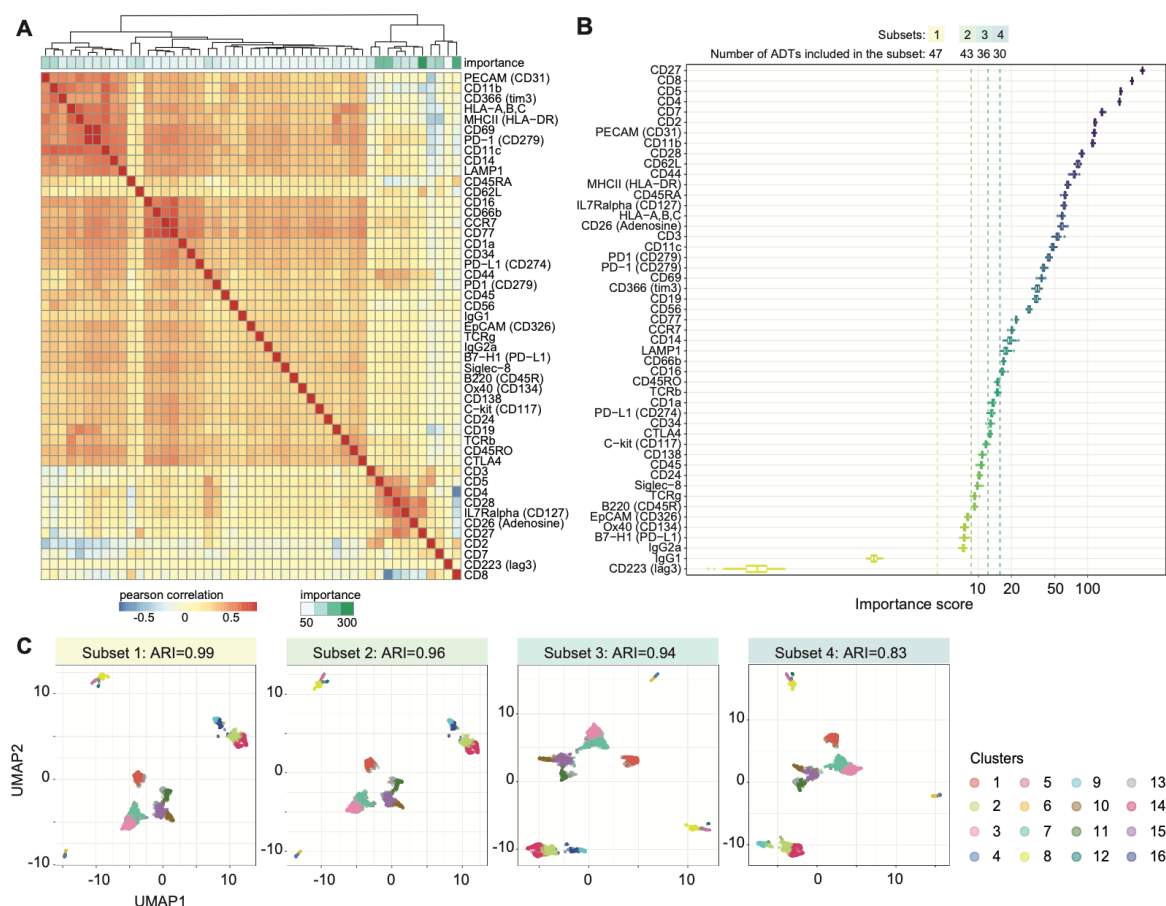 A
importance
PECAM (CD31)
CD11b
CD366 (tim3)
HLA−A,B,C
MHCII (HLA−DR)
CD69
PD−1 (CD279)
CD11c
CD14
LAMP1
CD45RA
CD62L
CD16
CD66b
CCR7
CD77
CD1a
CD34
PD−L1 (CD274)
CD44
PD1 (CD279)
CD45
CD56
IgG1
EpCAM (CD326)
TCRg
IgG2a
B7−H1 (PD−L1)
Siglec−8
B220 (CD45R)
Ox40 (CD134)
CD138
C−kit (CD117)
CD24
CD19
TCRb
CD45RO
CTLA4
CD3
CD5
CD4
CD28
IL7Ralpha (CD127)
CD26 (Adenosine)
CD27
CD2
CD7
CD223 (lag3)
CD8
pearson correlation
-0.5 0 0.5
importance
50 300
B
Subsets: 1 2 3 4
Number of ADTs included in the subset: 47 43 36 30
CD27
CD8
CD5
CD4
CD7
CD2
PECAM (CD31)
CD11b
CD28
CD62L
CD44
MHCII (HLA−DR)
CD45RA
IL7Ralpha (CD127)
HLA−A,B,C
CD26 (Adenosine)
CD3
CD11c
PD1 (CD279)
PD−1 (CD279)
CD69
CD366 (tim3)
CD19
CD56
CD77
CCR7
CD14
LAMP1
CD66b
CD16
CD45RO
TCRb
CD1a
PD−L1 (CD274)
CD34
CTLA4
C−kit (CD117)
CD138
CD45
CD24
Siglec−8
TCRg
B220 (CD45R)
EpCAM (CD326)
Ox40 (CD134)
B7−H1 (PD−L1)
IgG2a
IgG1
CD223 (lag3)
10 20 50 100
Importance score
C
Subset 1: ARI=0.99
Subset 2: ARI=0.96
Subset 3: ARI=0.94
Subset 4: ARI=0.83
UMAP2
10
0
-10
-10 0 10
10
0
-10
-10 0 10
10
0
-10
0 10
10
0
-10
0 10
UMAP1
Clusters
1 5 9 13
2 6 10 14
3 7 11 15
4 8 12 16